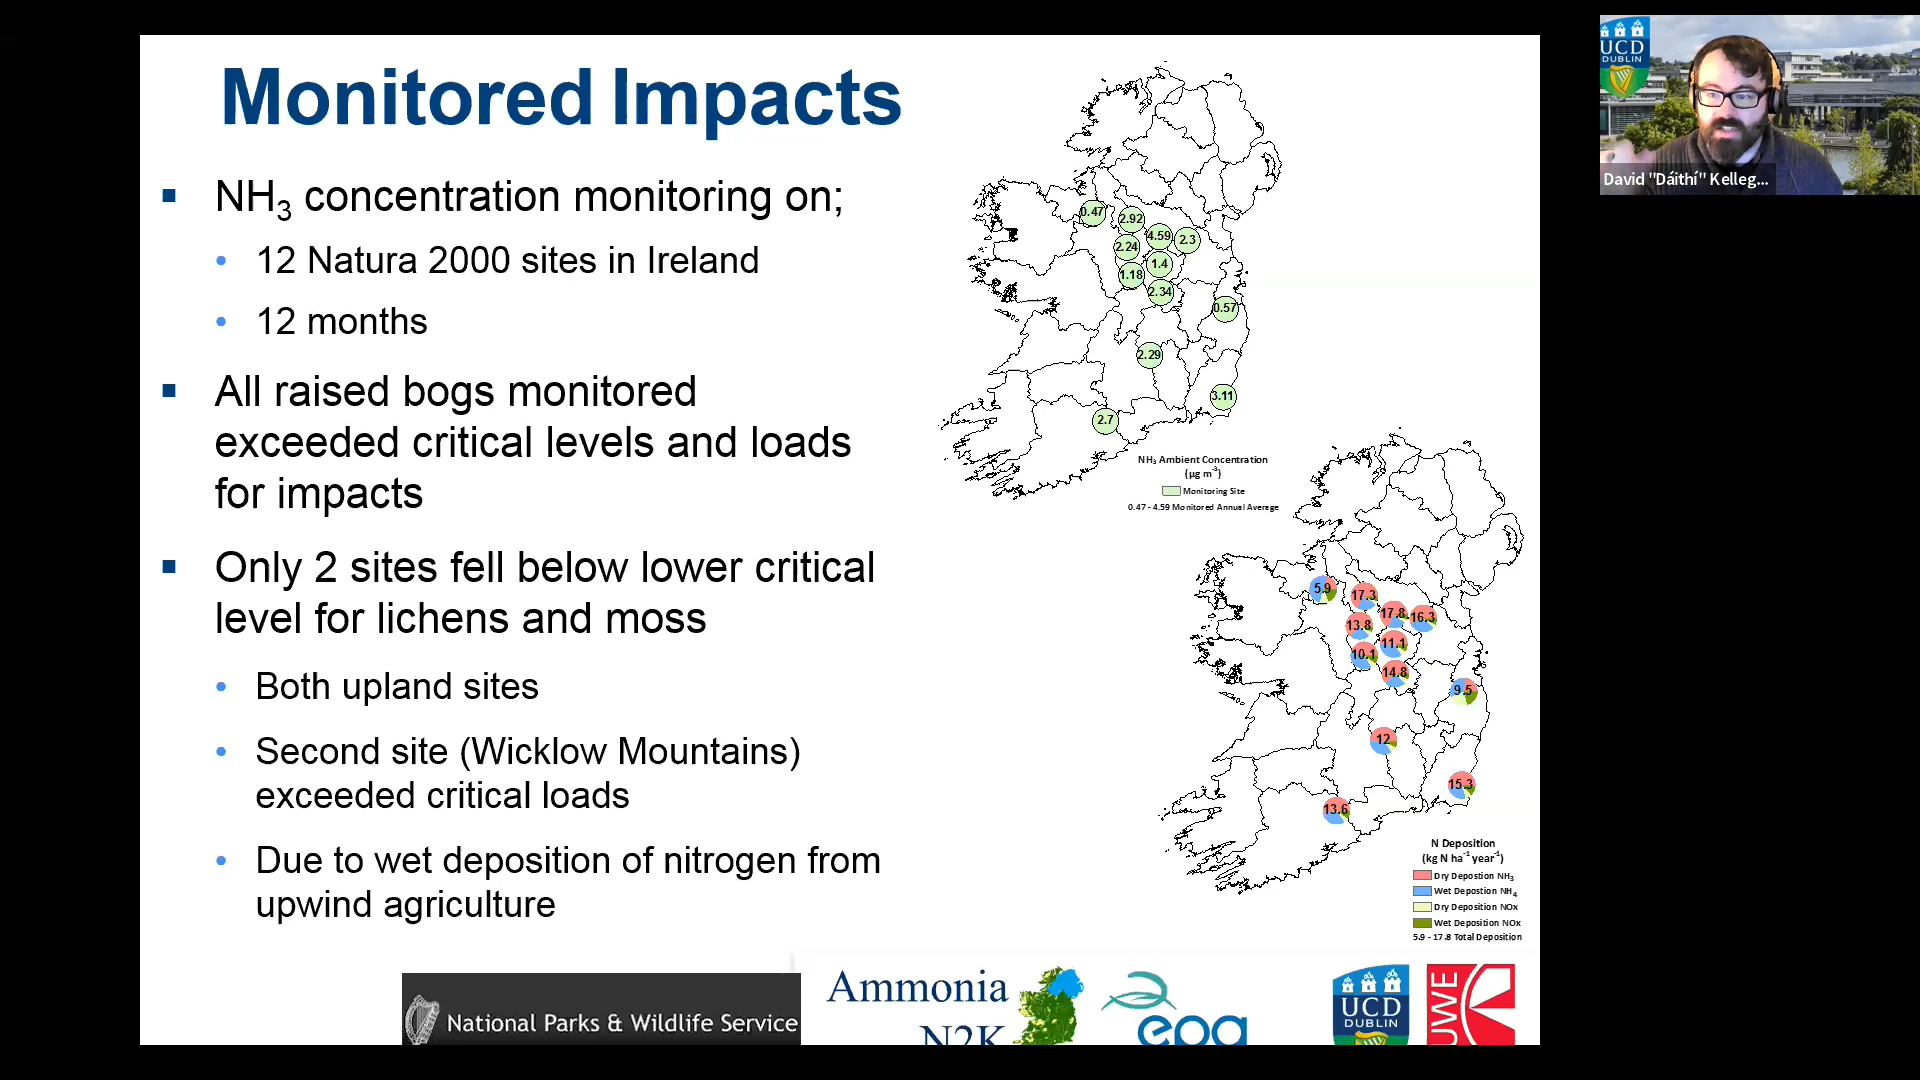 Monitored Impacts
NH3 concentration monitoring on;
12 Natura 2000 sites in Ireland
12 months
All raised bogs monitored
exceeded critical levels and loads
for impacts
Only 2 sites fell below lower critical
level for lichens and moss
Both upland sites
Second site (Wicklow Mountains)
exceeded critical loads
Due to wet deposition of nitrogen from
upwind agriculture
0.47
2.92
4.59
2.3
2.24
1.4
1.18
2.34
0.57
2.29
3.11
2.7
NH3 Ambient Concentration
(µg m-3)
Monitoring Site
0.47 - 4.59 Monitored Annual Average
5.9
17.3
17.8
16.3
13.8
11.1
10.1
14.8
9.5
12
15.3
13.6
N Deposition
(kg N ha-1 year-1)
Dry Depostion NH3
Wet Depostion NH4
Dry Deposition NOx
Wet Deposition NOx
5.9 - 17.8 Total Deposition
National Parks & Wildlife Service
Ammonia
N2K
epa
UCD
DUBLIN
UWE
UCD
DUBLIN
David "Dáithí" Kelleg...